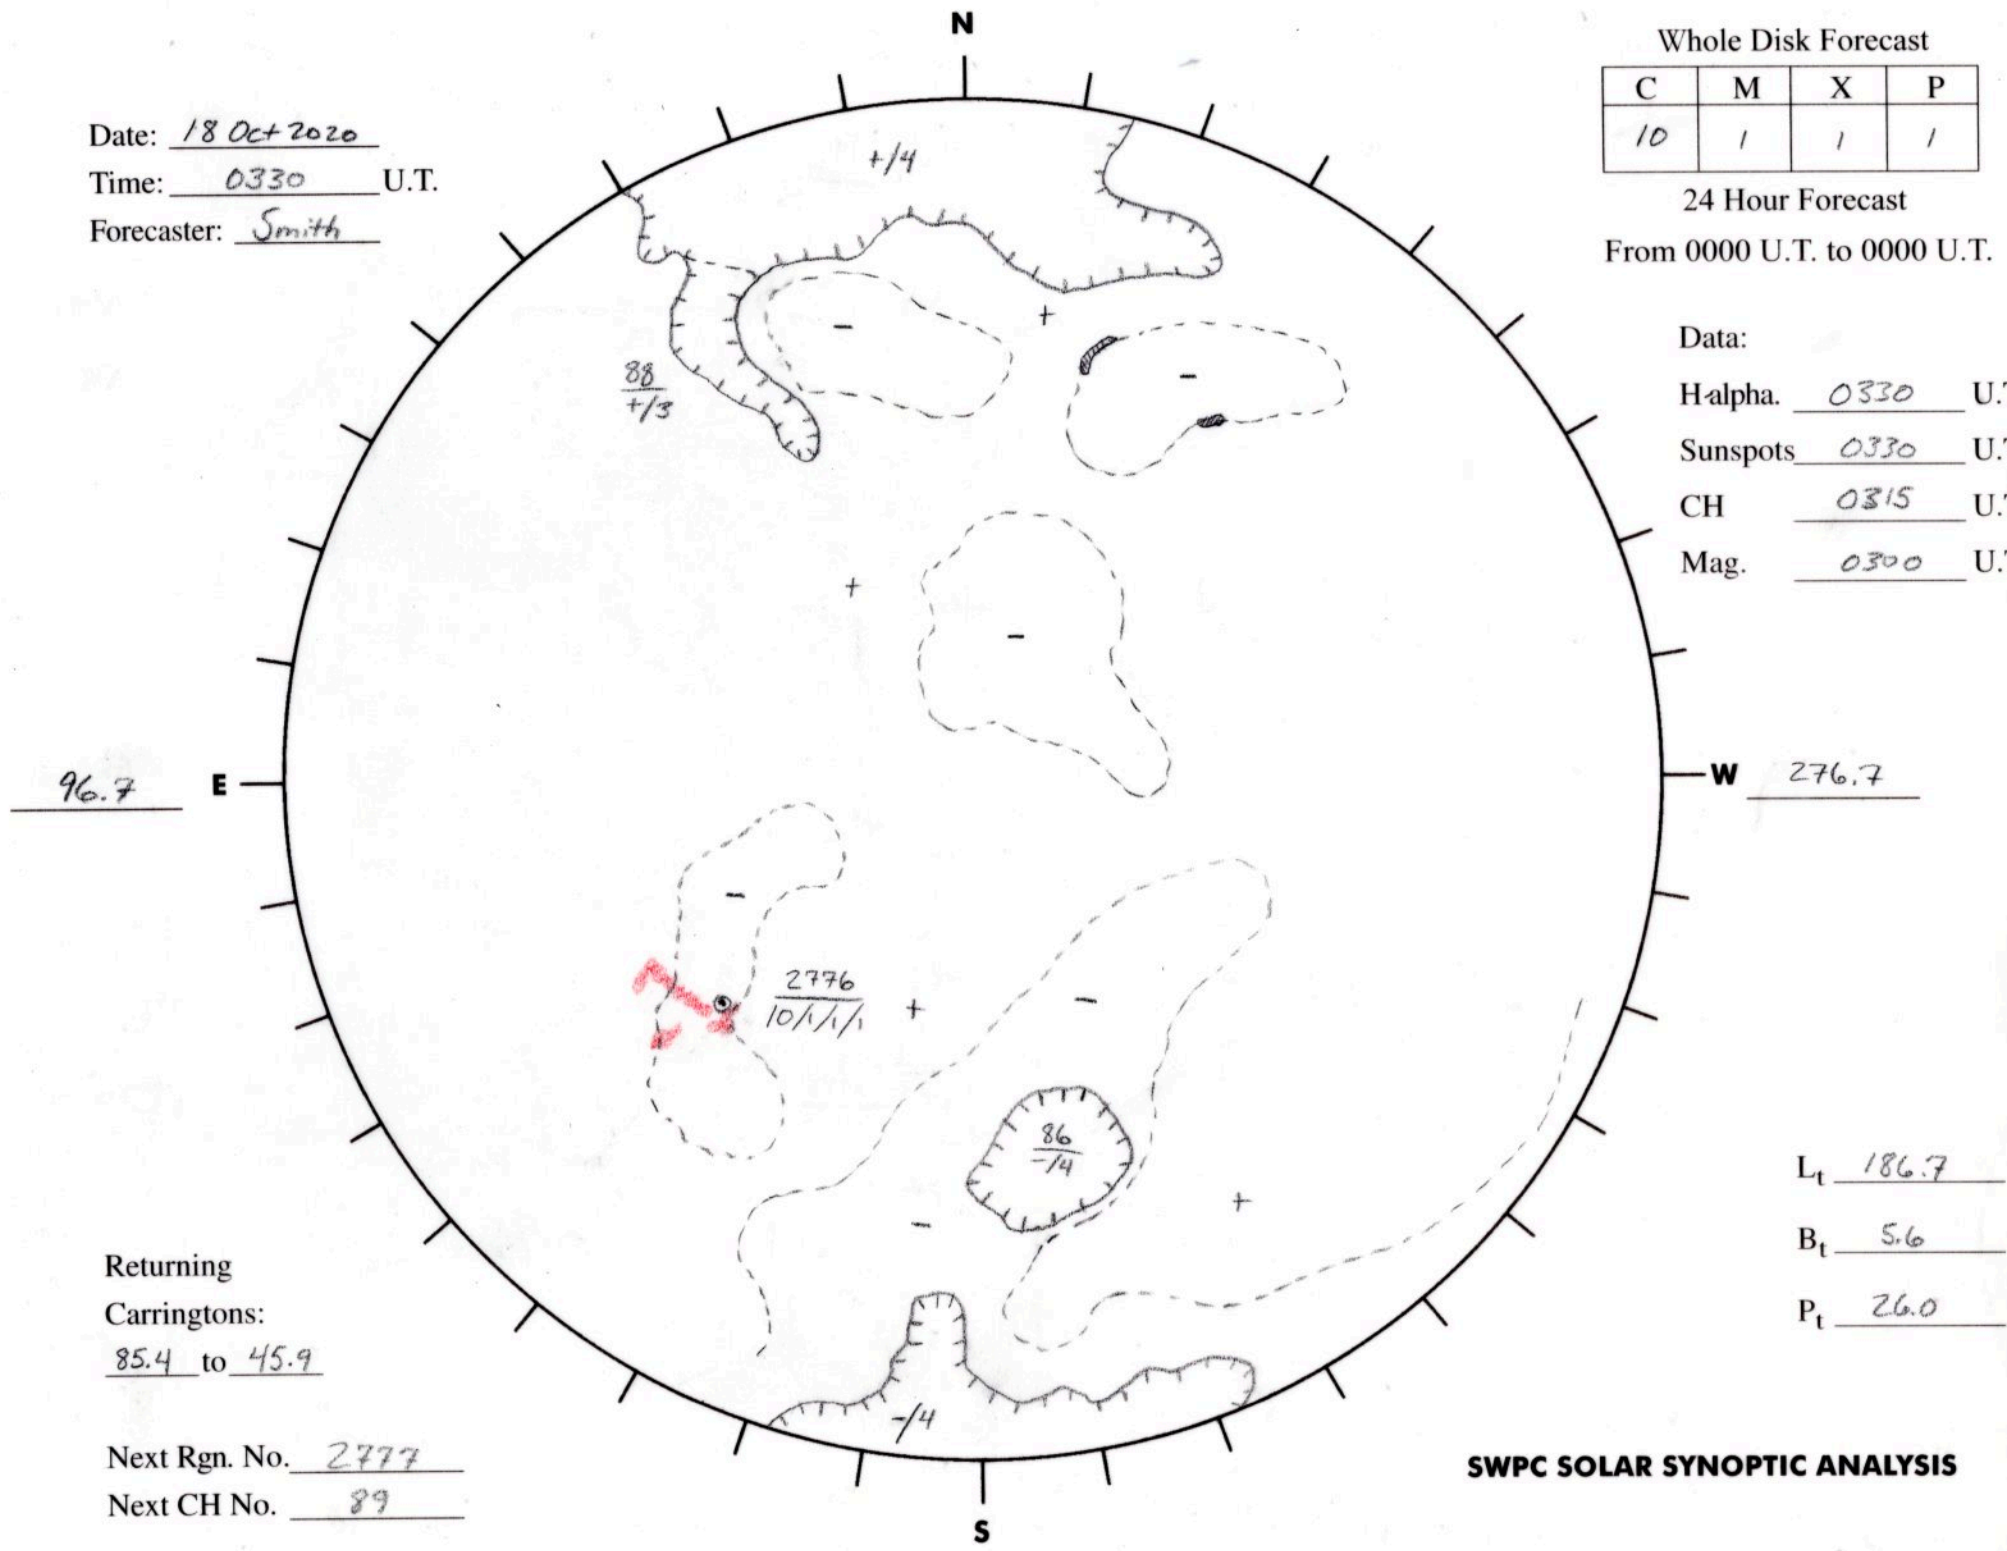 N
Whole Disk Forecast
C M X P
10 1 1 1
24 Hour Forecast
From 0000 U.T. to 0000 U.T.
Date: 18 Oct 2020
Time: 0330 U.T.
Forecaster: Smith
Data:
H-alpha. 0330 U.T
Sunspots 0330 U.T
CH 0315 U.T
Mag. 0300 U.T
+/4
-
+
-
88
+/3
+
-
96.7 E
W 276.7
-
2776
10/1/1/1
+
-
86
-/4
-
+
-/4
Lt 186.7
Bt 5.6
Pt 26.0
Returning
Carringtons:
85.4 to 45.9
Next Rgn. No. 2777
Next CH No. 89
SWPC SOLAR SYNOPTIC ANALYSIS
S